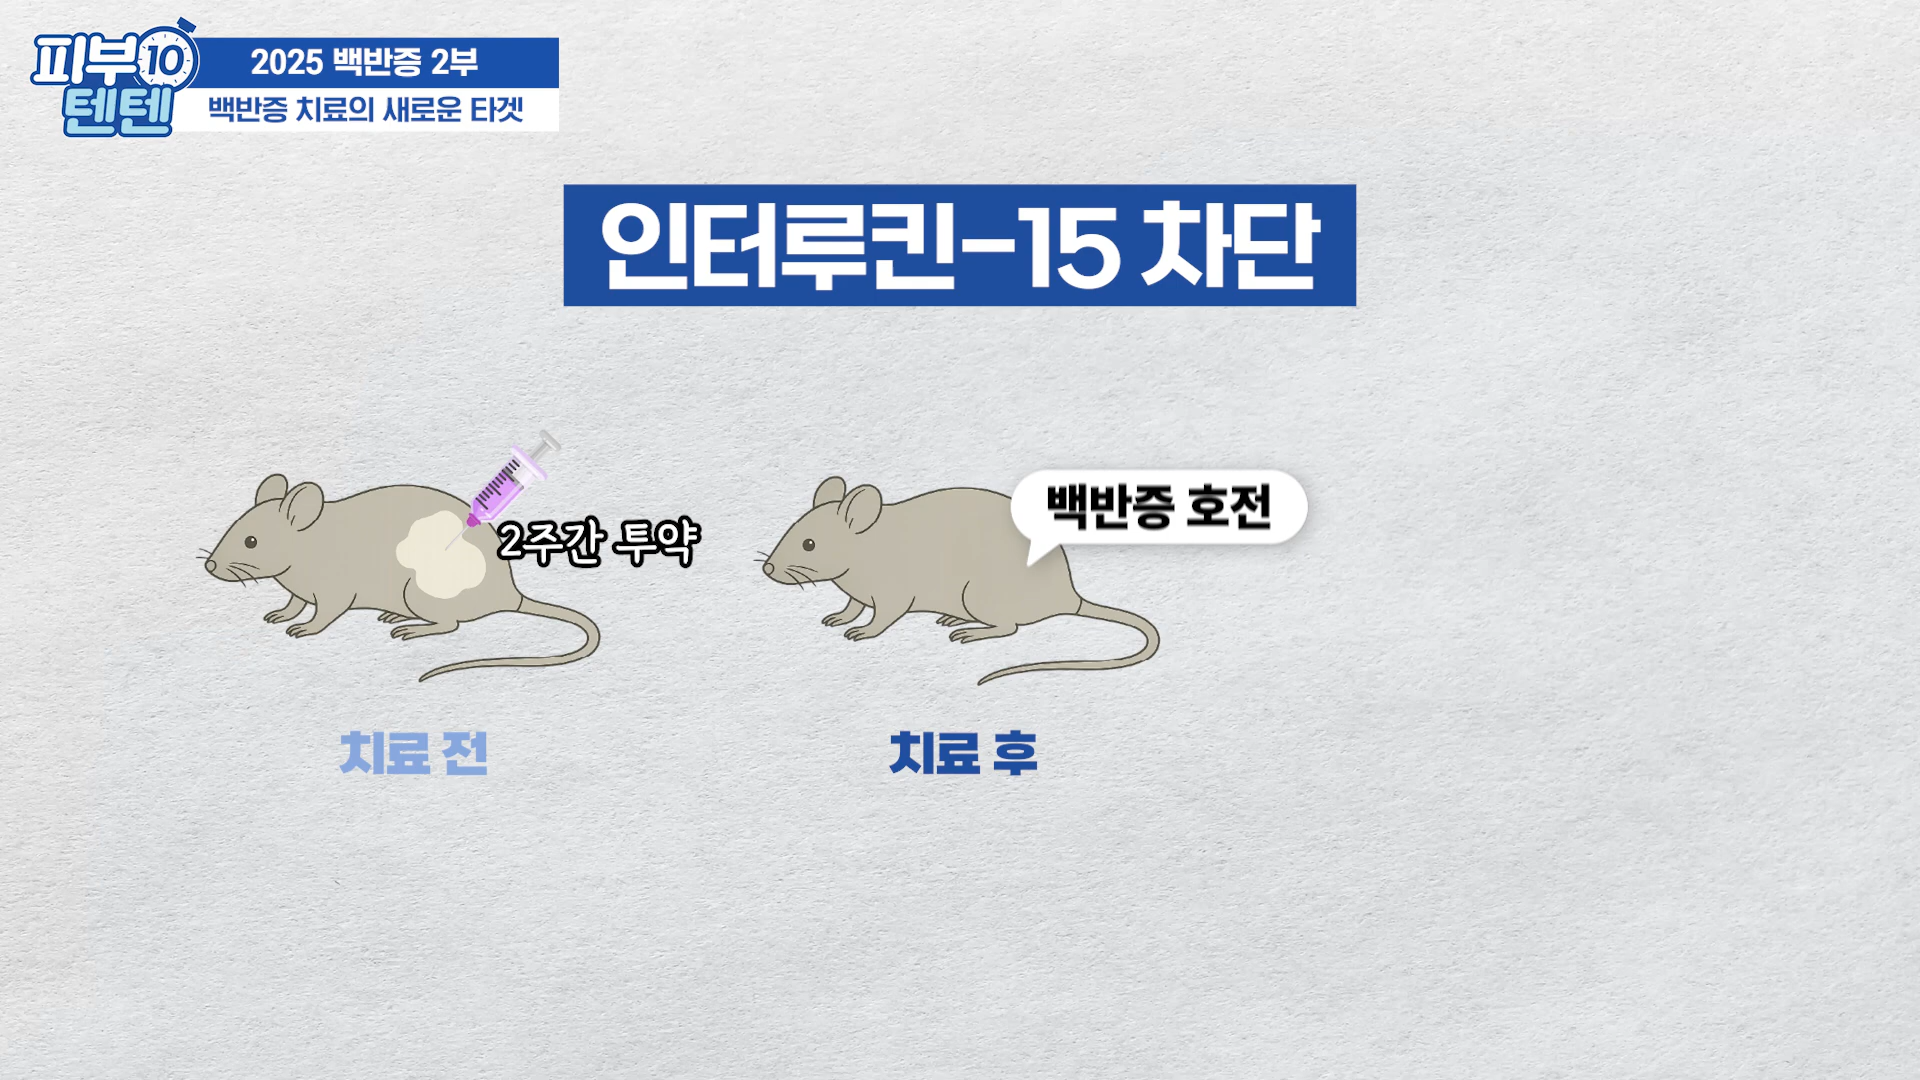 피부10
텐텐
2025 백반증 2부
백반증 치료의 새로운 타겟
인터루킨-15 차단
2주간 투약
백반증 호전
치료 전
치료 후